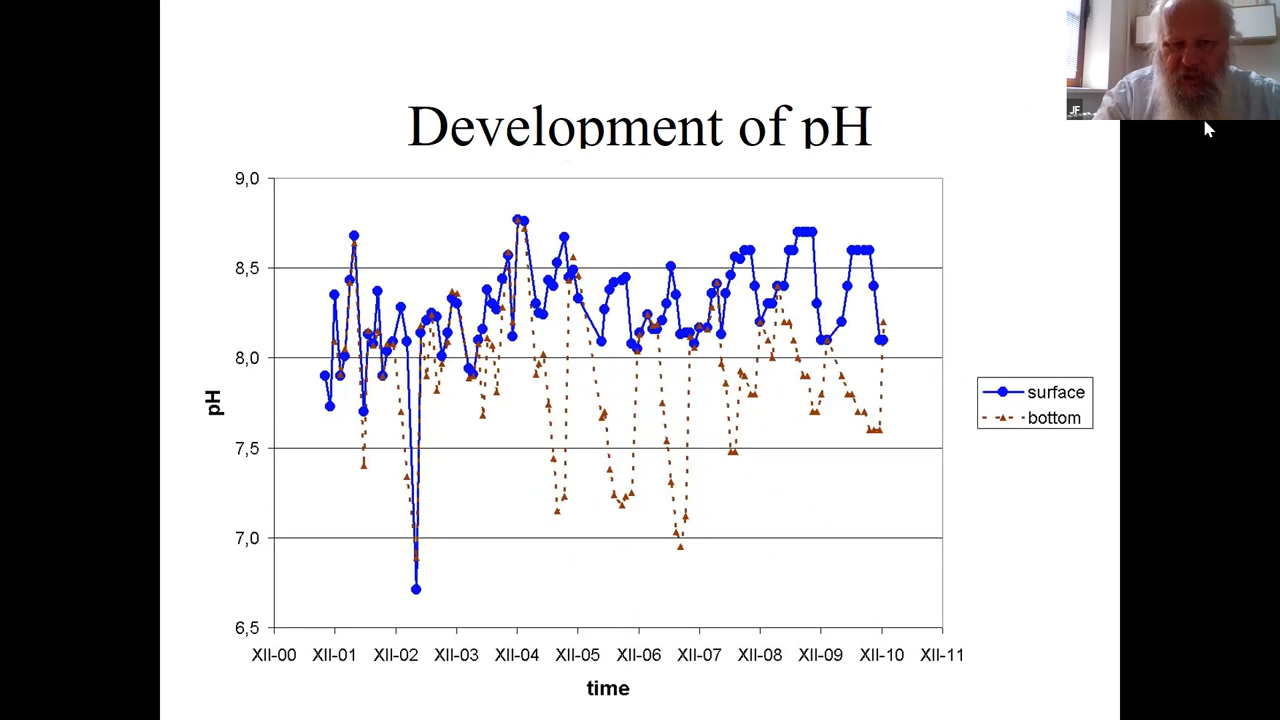 JF
Development of pH
9,0
8,5
8,0
7,5
7,0
6,5
pH
XII-00 XII-01 XII-02 XII-03 XII-04 XII-05 XII-06 XII-07 XII-08 XII-09 XII-10 XII-11
time
surface
bottom